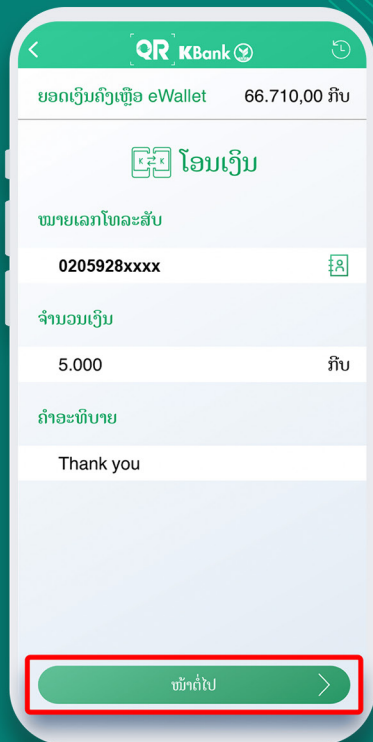 QR KBank
ຍອດເງິນຄົງເຫຼືອ eWallet 66.710,00 ກີບ
K K ໂອນເງິນ
ໝາຍເລກໂທລະສັບ
0205928xxxx
ຈຳນວນເງິນ
5.000 ກີບ
ຄຳອະທິບາຍ
Thank you
ໜ້າຕໍ່ໄປ